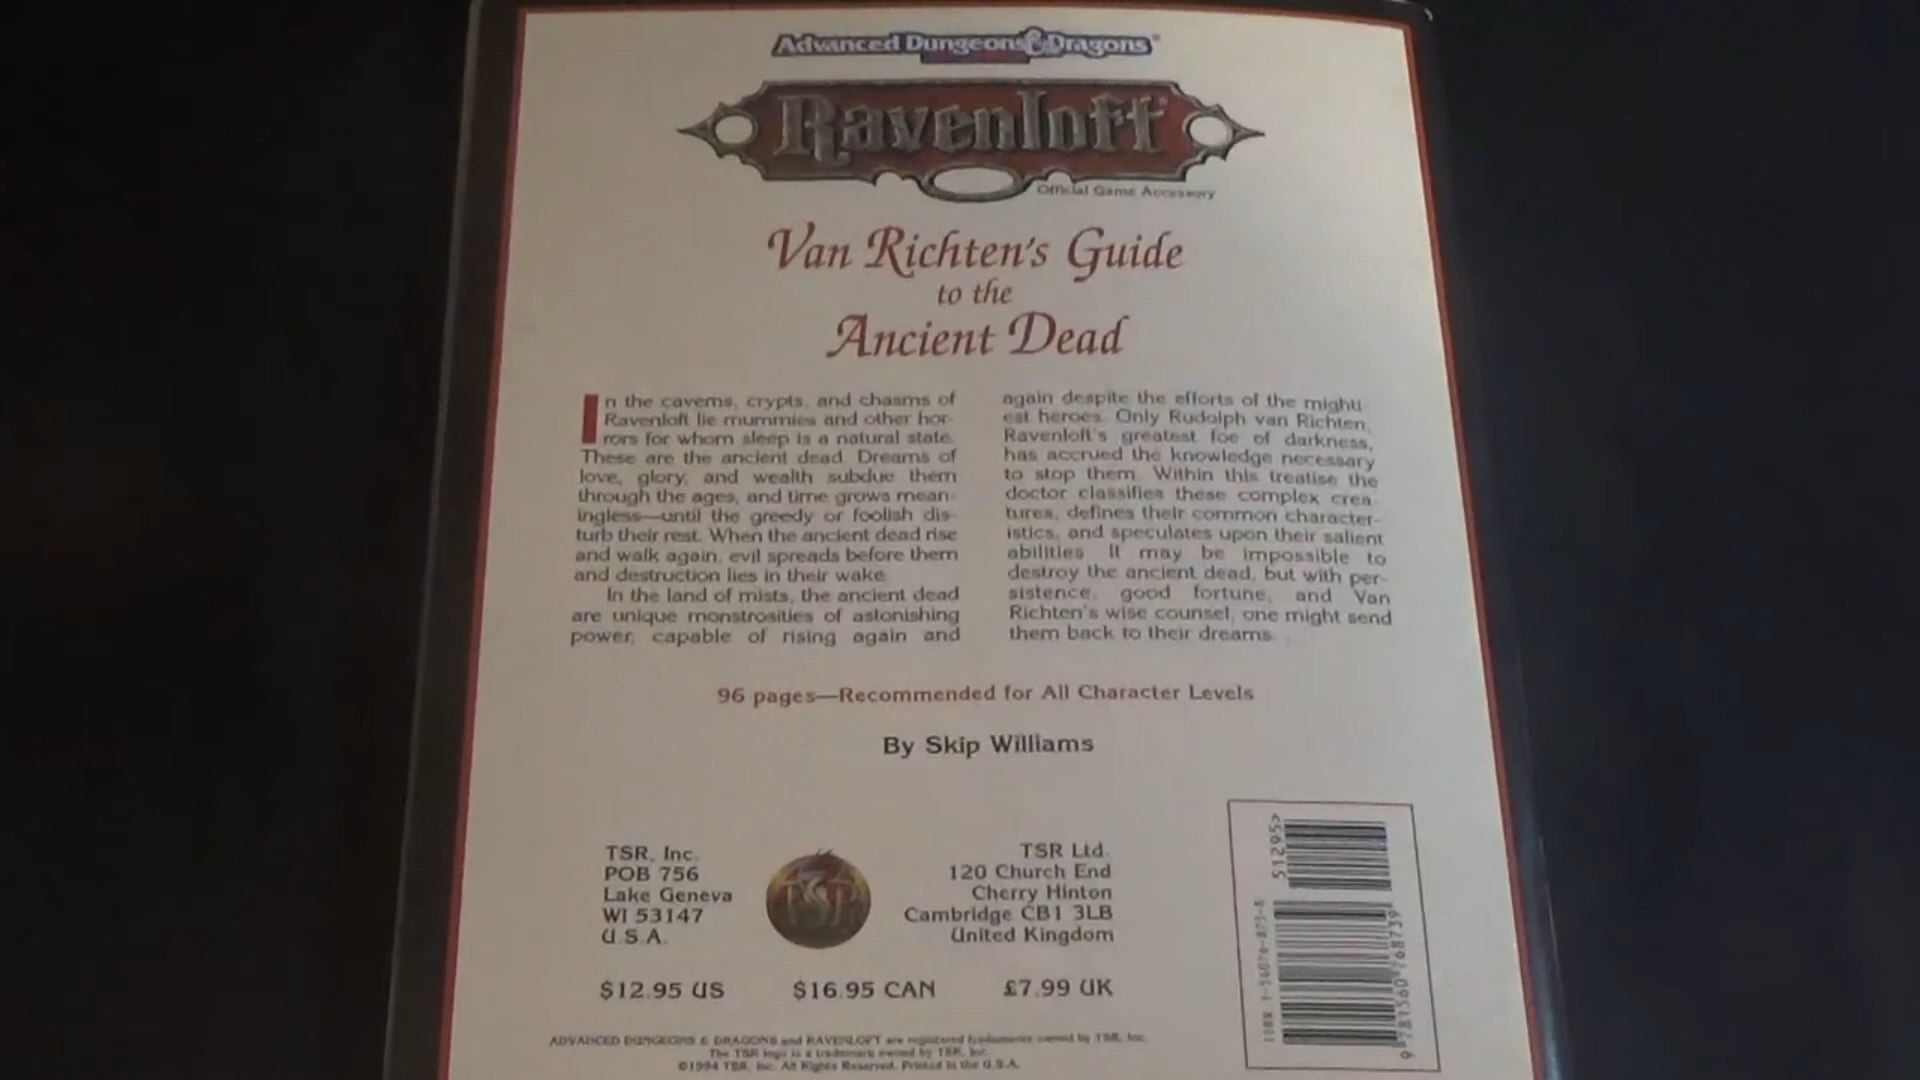 Advanced Dungeons & Dragons®
Ravenloft®
Official Game Accessory
Van Richten's Guide
to the
Ancient Dead
In the caverns, crypts, and chasms of
Ravenloft lie mummies and other hor-
rors for whom sleep is a natural state.
These are the ancient dead. Dreams of
love, glory, and wealth subdue them
through the ages, and time grows mean-
ingless—until the greedy or foolish dis-
turb their rest. When the ancient dead rise
and walk again, evil spreads before them
and destruction lies in their wake.
In the land of mists, the ancient dead
are unique monstrosities of astonishing
power, capable of rising again and
again despite the efforts of the mighti-
est heroes. Only Rudolph van Richten,
Ravenloft's greatest foe of darkness,
has accrued the knowledge necessary
to stop them. Within this treatise the
doctor classifies these complex crea-
tures, defines their common character-
istics, and speculates upon their salient
abilities. It may be impossible to
destroy the ancient dead, but with per-
sistence, good fortune, and Van
Richten's wise counsel, one might send
them back to their dreams. . .
96 pages—Recommended for All Character Levels
By Skip Williams
TSR, Inc.
POB 756
Lake Geneva
WI 53147
U.S.A.
TSR
TSR Ltd.
120 Church End
Cherry Hinton
Cambridge CB1 3LB
United Kingdom
$12.95 US
$16.95 CAN
£7.99 UK
51295>
ISBN 1-56076-873-8
9 781560 768739
ADVANCED DUNGEONS & DRAGONS and RAVENLOFT are registered trademarks owned by TSR, Inc.
The TSR logo is a trademark owned by TSR, Inc.
©1994 TSR, Inc. All Rights Reserved. Printed in the U.S.A.